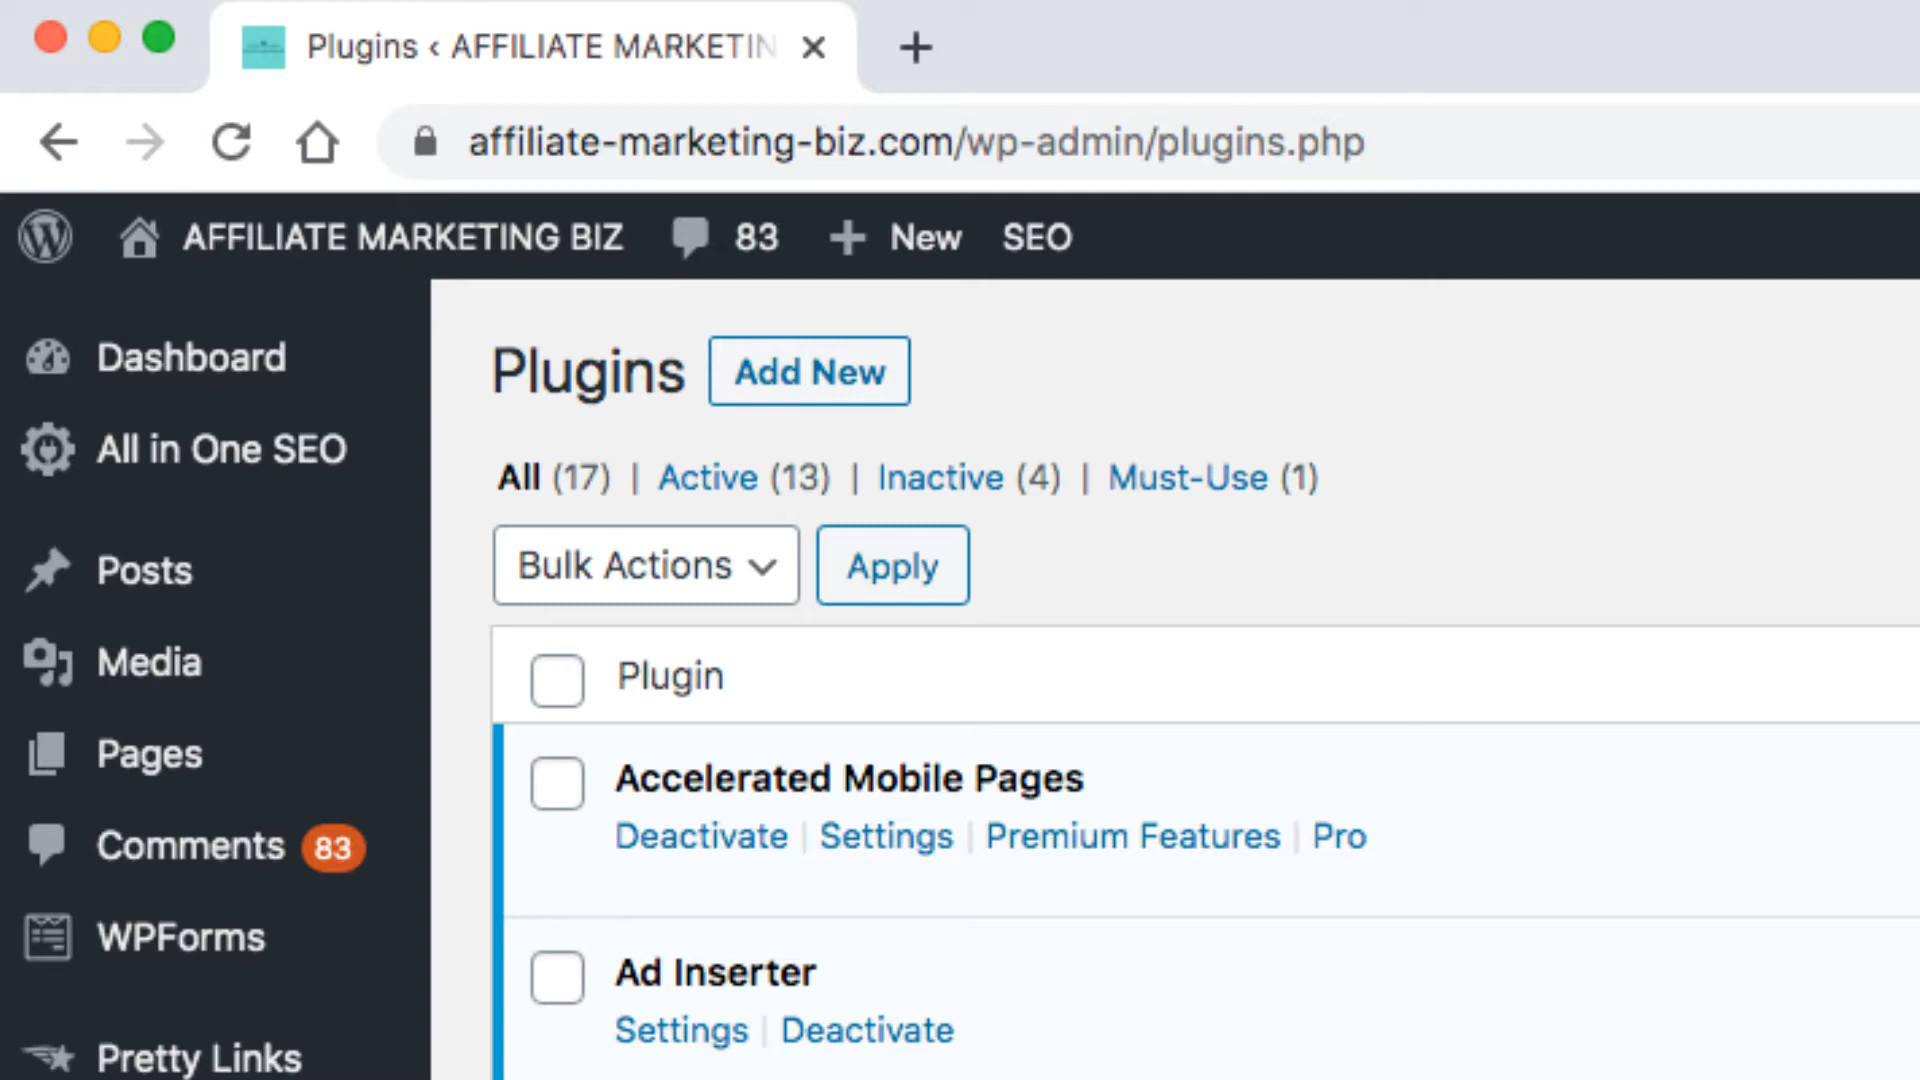 Plugins ‹ AFFILIATE MARKETIN
affiliate-marketing-biz.com/wp-admin/plugins.php
AFFILIATE MARKETING BIZ 83 New SEO
Dashboard
All in One SEO
Posts
Media
Pages
Comments 83
WPForms
Pretty Links
Plugins Add New
All (17) | Active (13) | Inactive (4) | Must-Use (1)
Bulk Actions Apply
Plugin
Accelerated Mobile Pages
Deactivate | Settings | Premium Features | Pro
Ad Inserter
Settings | Deactivate